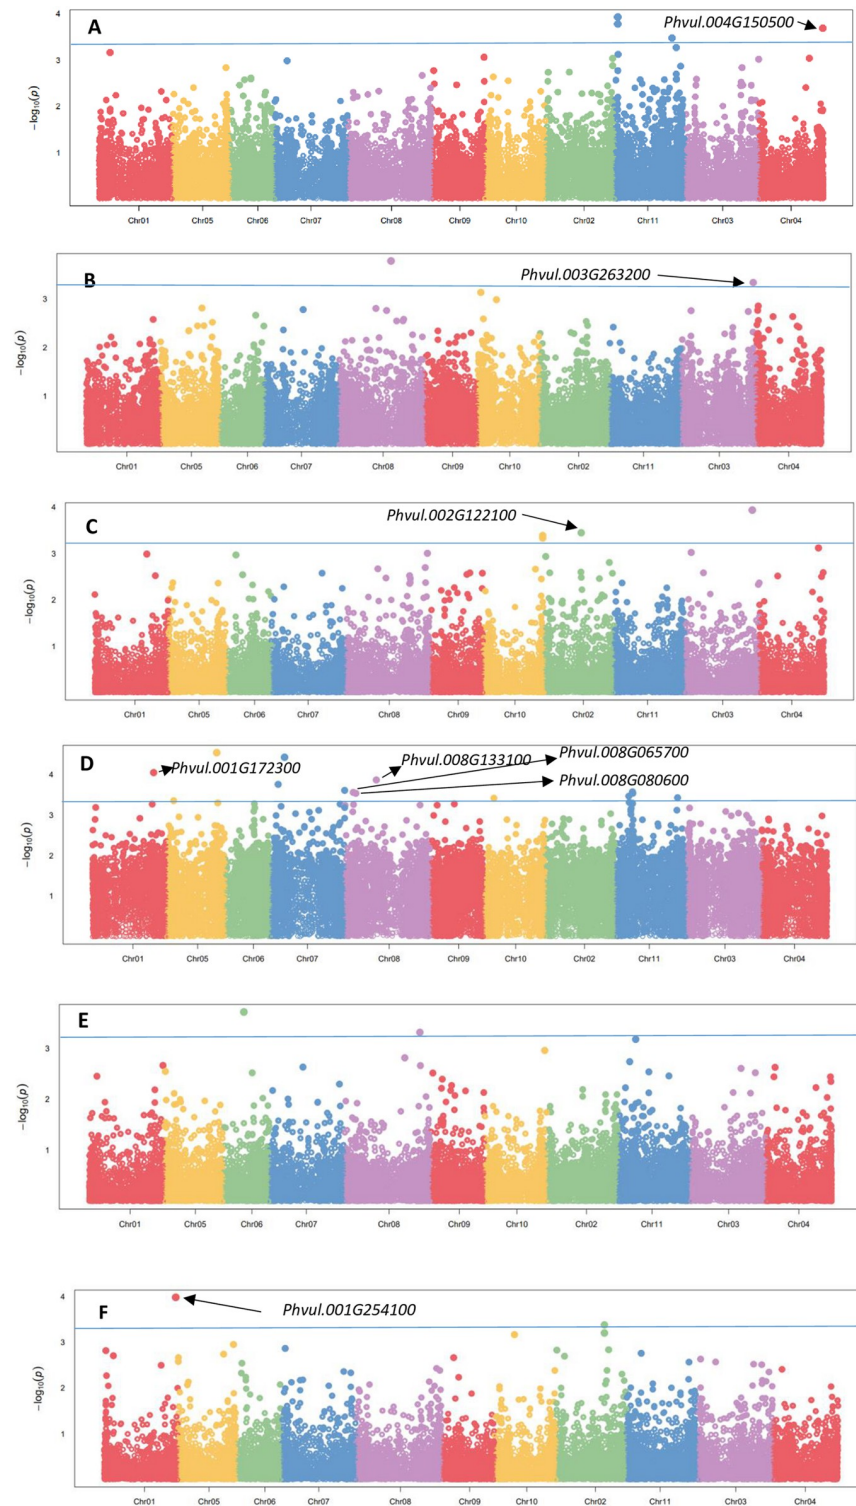 A
Phvul.004G150500
−log10(p)
4
3
2
1
Chr01 Chr05 Chr06 Chr07 Chr08 Chr09 Chr10 Chr02 Chr11 Chr03 Chr04
B
Phvul.003G263200
−log10(p)
3
2
1
Chr01 Chr05 Chr06 Chr07 Chr08 Chr09 Chr10 Chr02 Chr11 Chr03 Chr04
C
Phvul.002G122100
−log10(p)
4
3
2
1
Chr01 Chr05 Chr06 Chr07 Chr08 Chr09 Chr10 Chr02 Chr11 Chr03 Chr04
D
Phvul.001G172300
Phvul.008G133100
Phvul.008G065700
Phvul.008G080600
−log10(p)
4
3
2
1
Chr01 Chr05 Chr06 Chr07 Chr08 Chr09 Chr10 Chr02 Chr11 Chr03 Chr04
E
−log10(p)
3
2
1
Chr01 Chr05 Chr06 Chr07 Chr08 Chr09 Chr10 Chr02 Chr11 Chr03 Chr04
F
Phvul.001G254100
−log10(p)
4
3
2
1
Chr01 Chr05 Chr06 Chr07 Chr08 Chr09 Chr10 Chr02 Chr11 Chr03 Chr04